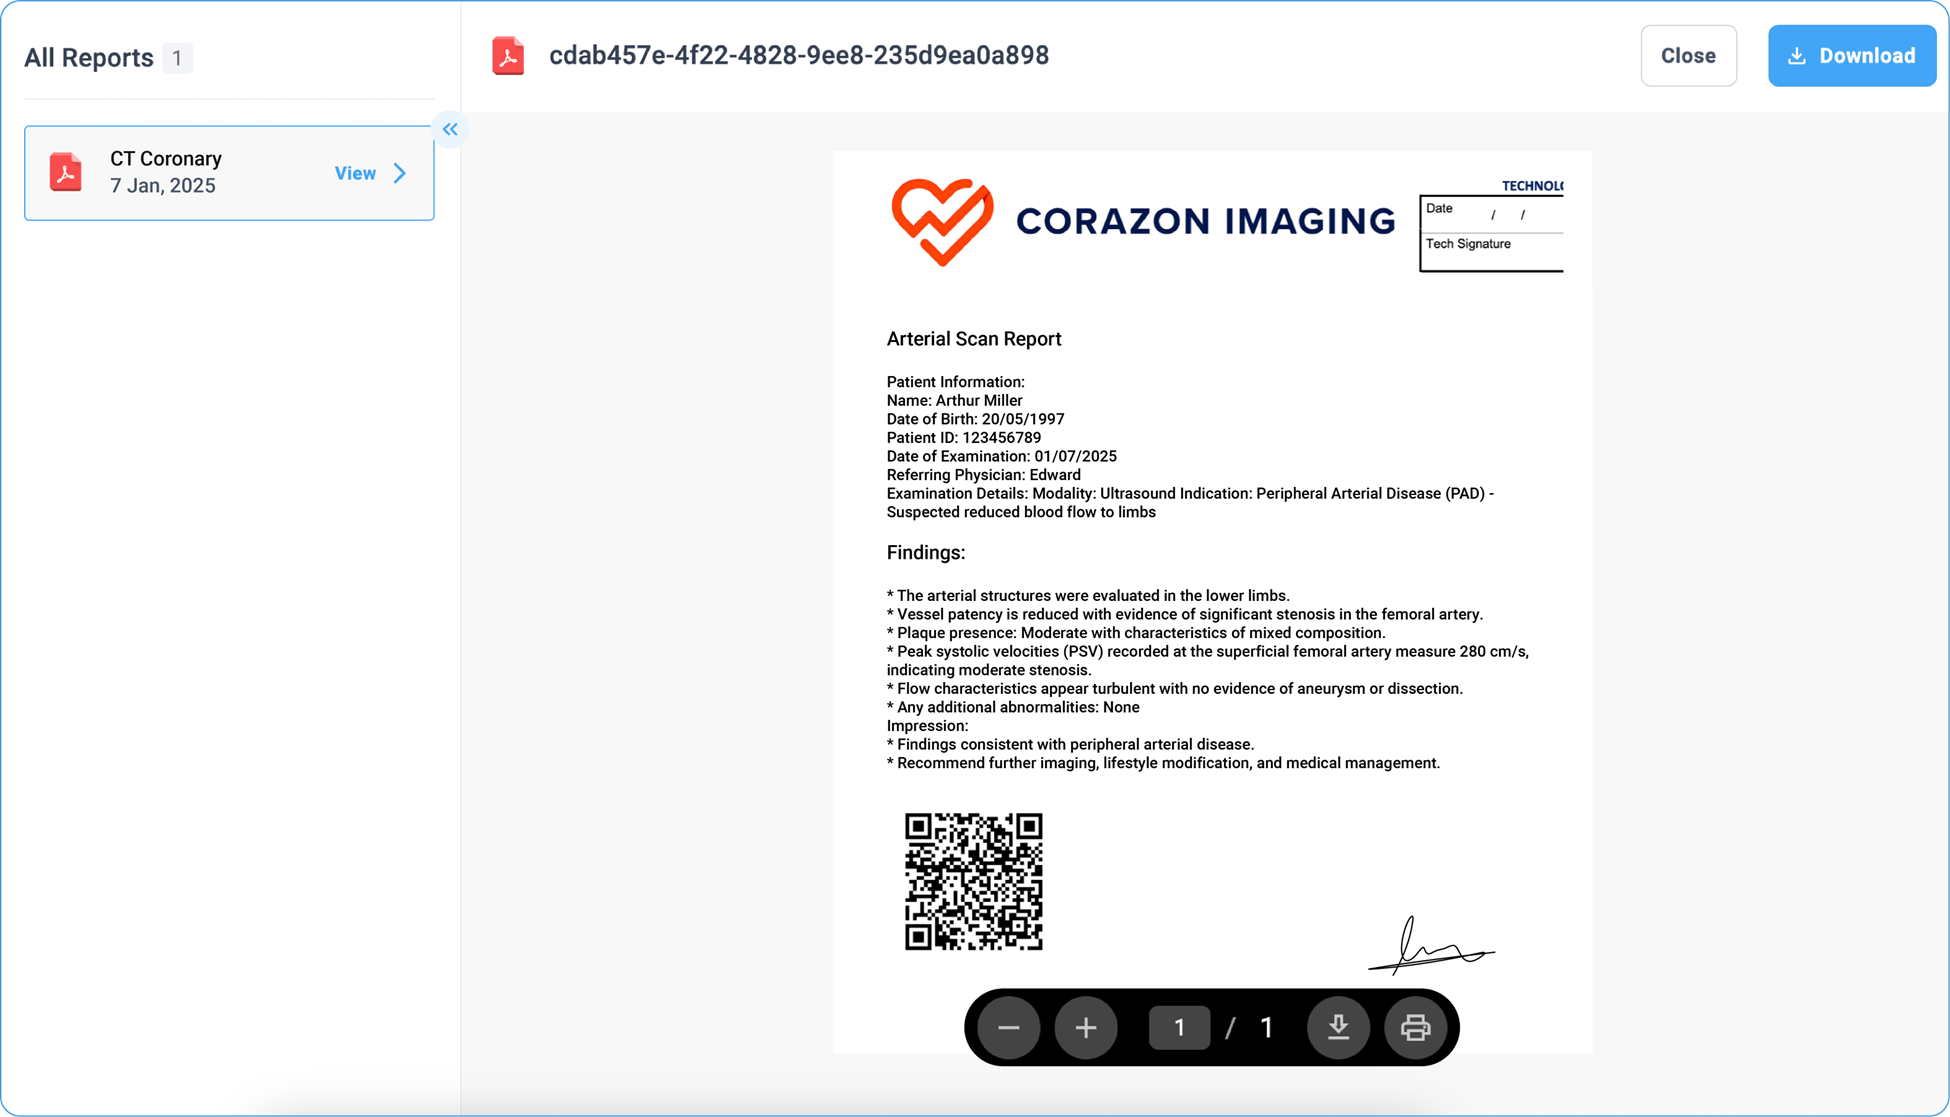 All Reports 1
CT Coronary
7 Jan, 2025
View
cdab457e-4f22-4828-9ee8-235d9ea0a898
Close
Download
CORAZON IMAGING
Date / /
Tech Signature
Arterial Scan Report
Patient Information:
Name: Arthur Miller
Date of Birth: 20/05/1997
Patient ID: 123456789
Date of Examination: 01/07/2025
Referring Physician: Edward
Examination Details: Modality: Ultrasound Indication: Peripheral Arterial Disease (PAD) -
Suspected reduced blood flow to limbs
Findings:
* The arterial structures were evaluated in the lower limbs.
* Vessel patency is reduced with evidence of significant stenosis in the femoral artery.
* Plaque presence: Moderate with characteristics of mixed composition.
* Peak systolic velocities (PSV) recorded at the superficial femoral artery measure 280 cm/s,
indicating moderate stenosis.
* Flow characteristics appear turbulent with no evidence of aneurysm or dissection.
* Any additional abnormalities: None
Impression:
* Findings consistent with peripheral arterial disease.
* Recommend further imaging, lifestyle modification, and medical management.
1 / 1